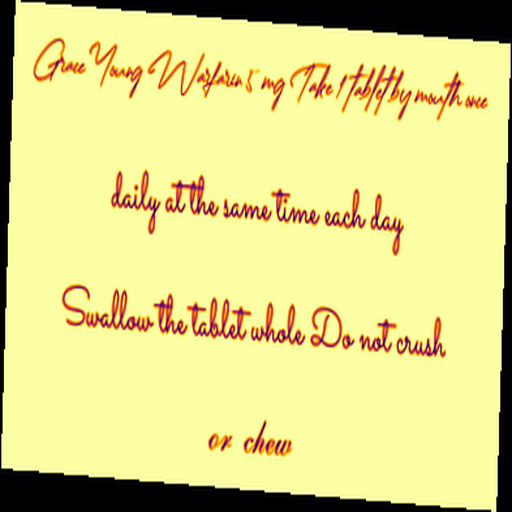 Grace Young Warfarin 5 mg Take 1 tablet by mouth once
daily at the same time each day
Swallow the tablet whole Do not crush
or chew